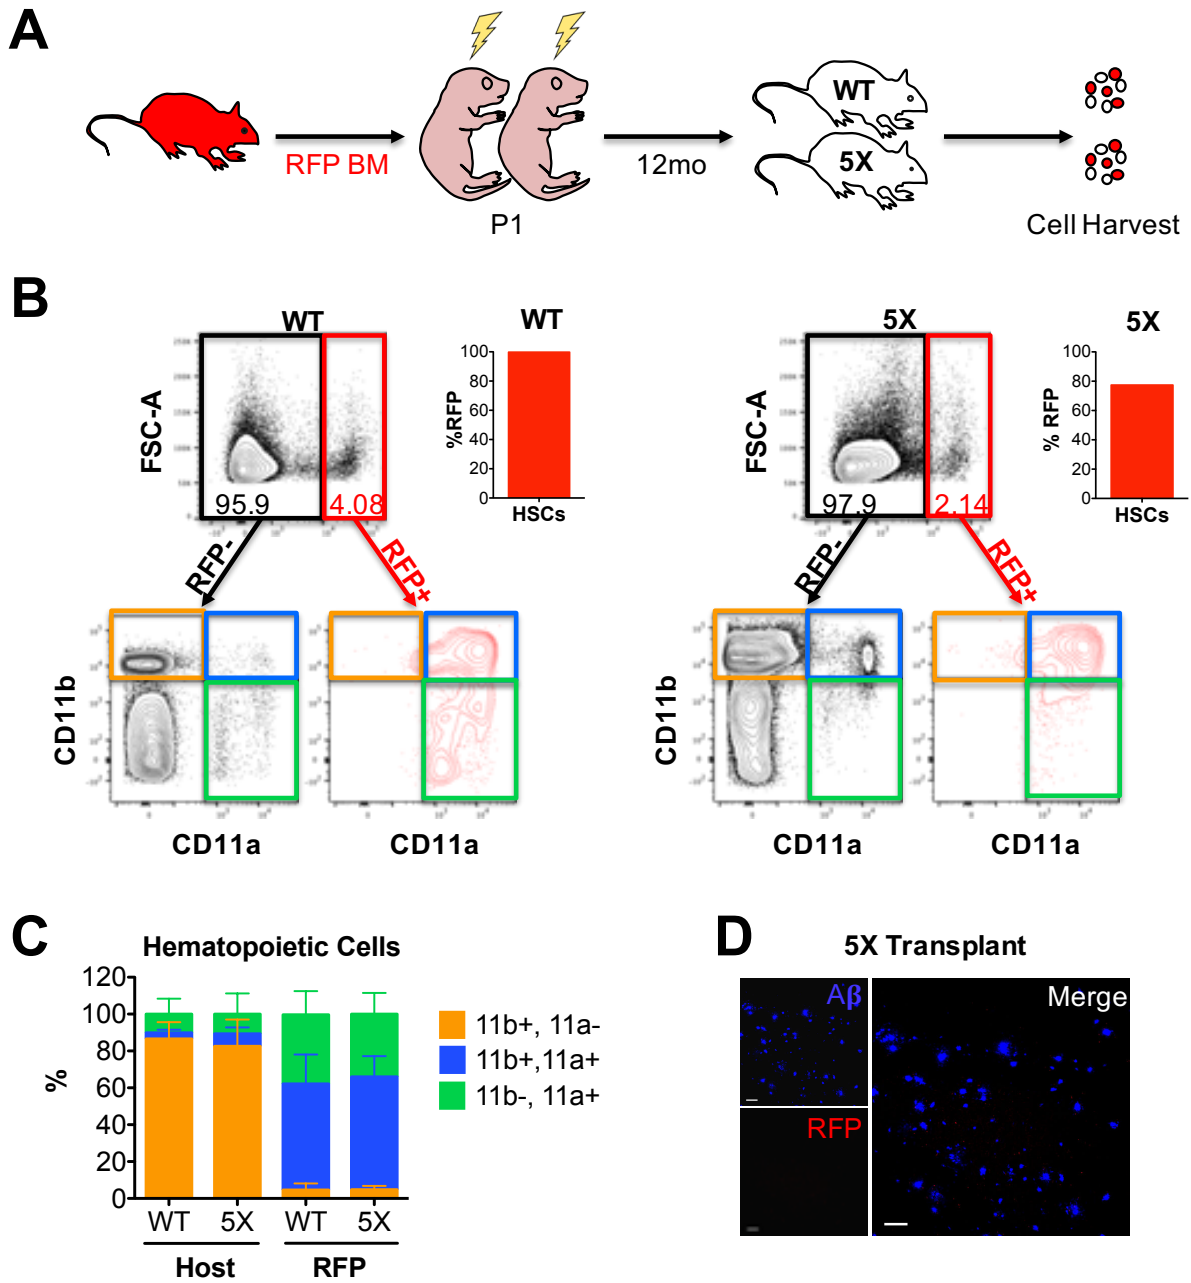 A
RFP BM
P1
12mo
WT
5X
Cell Harvest
B
WT
FSC-A
95.9
4.08
WT
%RFP
100
80
60
40
20
0
HSCs
RFP-
RFP+
CD11b
CD11a
CD11a
5X
FSC-A
97.9
2.14
5X
% RFP
100
80
60
40
20
0
HSCs
RFP-
RFP+
CD11b
CD11a
CD11a
C
Hematopoietic Cells
%
120
100
80
60
40
20
0
WT
5X
WT
5X
Host
RFP
11b+, 11a-
11b+,11a+
11b-, 11a+
D
5X Transplant
Aβ
RFP
Merge